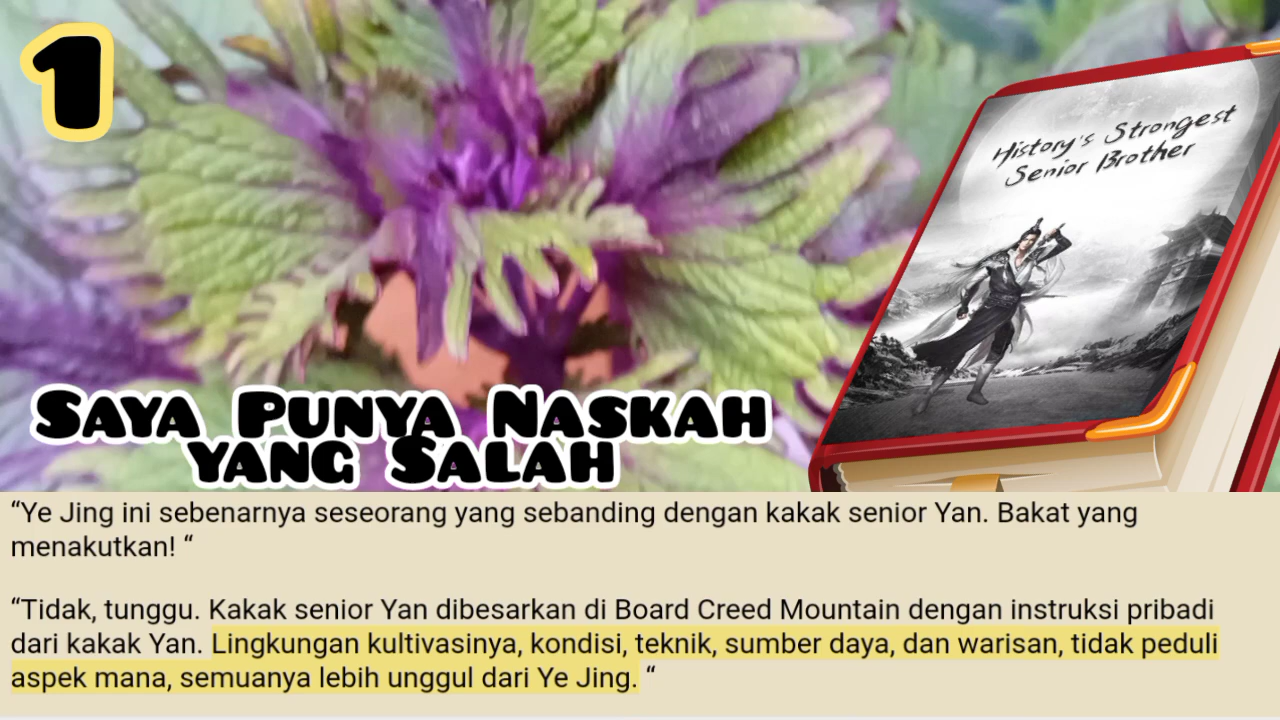 1
History's Strongest
Senior Brother
Saya Punya Naskah
yang Salah
“Ye Jing ini sebenarnya seseorang yang sebanding dengan kakak senior Yan. Bakat yang
menakutkan! “
“Tidak, tunggu. Kakak senior Yan dibesarkan di Board Creed Mountain dengan instruksi pribadi
dari kakak Yan. Lingkungan kultivasinya, kondisi, teknik, sumber daya, dan warisan, tidak peduli
aspek mana, semuanya lebih unggul dari Ye Jing. “